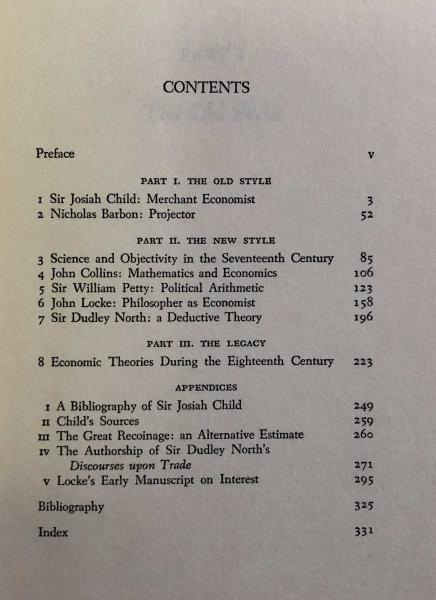 CONTENTS
Preface v
PART I. THE OLD STYLE
1 Sir Josiah Child: Merchant Economist 3
2 Nicholas Barbon: Projector 52
PART II. THE NEW STYLE
3 Science and Objectivity in the Seventeenth Century 85
4 John Collins: Mathematics and Economics 106
5 Sir William Petty: Political Arithmetic 123
6 John Locke: Philosopher as Economist 158
7 Sir Dudley North: a Deductive Theory 196
PART III. THE LEGACY
8 Economic Theories During the Eighteenth Century 223
APPENDICES
I A Bibliography of Sir Josiah Child 249
II Child's Sources 259
III The Great Recoinage: an Alternative Estimate 260
IV The Authorship of Sir Dudley North's
Discourses upon Trade 271
V Locke's Early Manuscript on Interest 295
Bibliography 325
Index 331